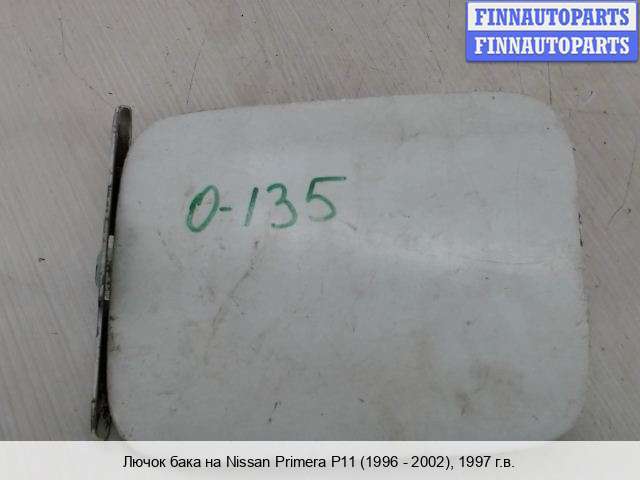 FINNAUTOPARTS
FINNAUTOPARTS
0-135
Лючок бака на Nissan Primera P11 (1996 - 2002), 1997 г.в.